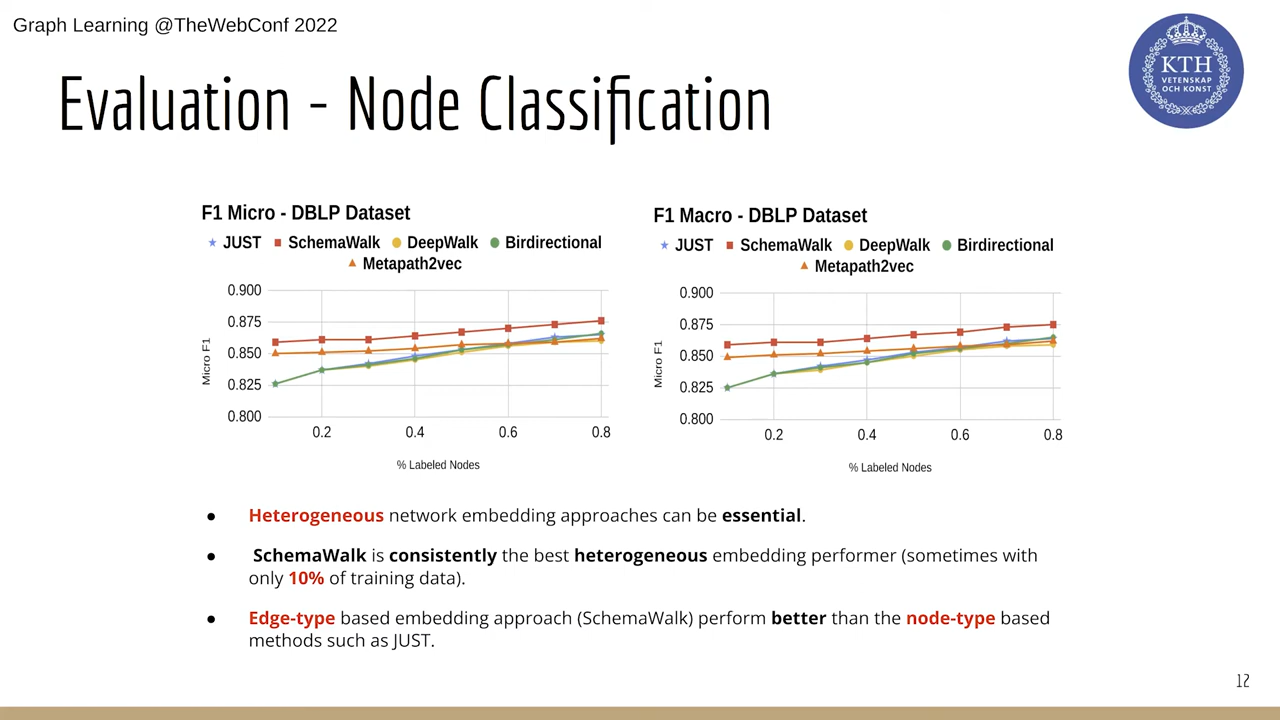 Graph Learning @TheWebConf 2022
KTH
VETENSKAP
OCH KONST
Evaluation - Node Classification
F1 Micro - DBLP Dataset
JUST SchemaWalk DeepWalk Birdirectional
Metapath2vec
0.900
0.875
0.850
0.825
0.800
Micro F1
0.2 0.4 0.6 0.8
% Labeled Nodes
F1 Macro - DBLP Dataset
JUST SchemaWalk DeepWalk Birdirectional
Metapath2vec
0.900
0.875
0.850
0.825
0.800
Micro F1
0.2 0.4 0.6 0.8
% Labeled Nodes
● Heterogeneous network embedding approaches can be essential.
● SchemaWalk is consistently the best heterogeneous embedding performer (sometimes with
only 10% of training data).
● Edge-type based embedding approach (SchemaWalk) perform better than the node-type based
methods such as JUST.
12